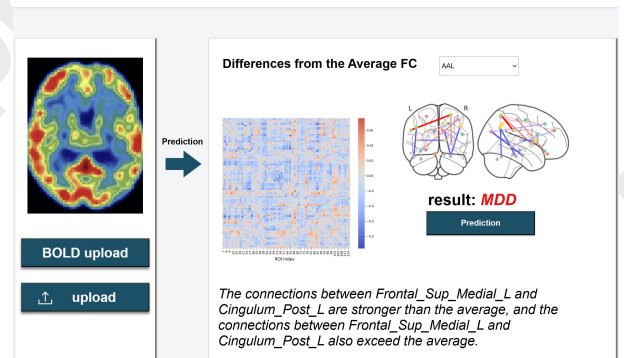 Differences from the Average FC
AAL
L
R
Prediction
result: MDD
Prediction
BOLD upload
ROI Index
upload
The connections between Frontal_Sup_Medial_L and
Cingulum_Post_L are stronger than the average, and the
connections between Frontal_Sup_Medial_L and
Cingulum_Post_L also exceed the average.